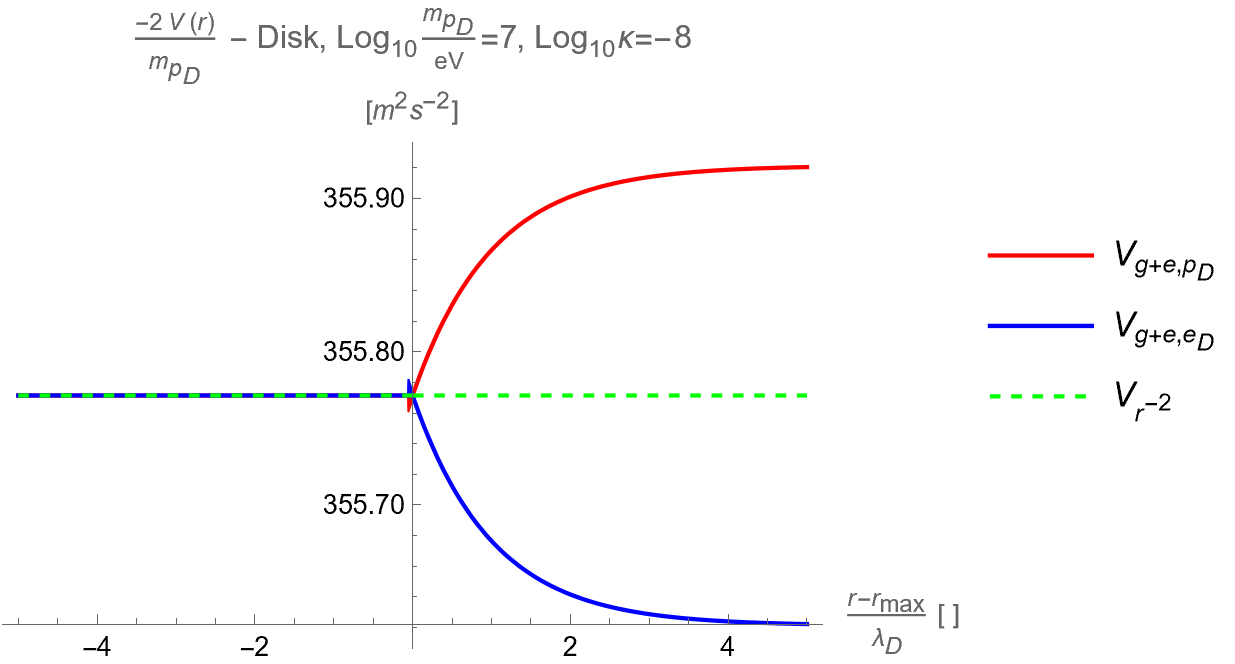 −2 V (r)/m_{p_D} − Disk, Log₁₀ m_{p_D}/eV =7, Log₁₀κ=−8
[m²s⁻²]
355.90
355.80
355.70
−4 −2 2 4
r−r_max/λ_D [ ]
V_{g+e,p_D}
V_{g+e,e_D}
V_{r⁻²}